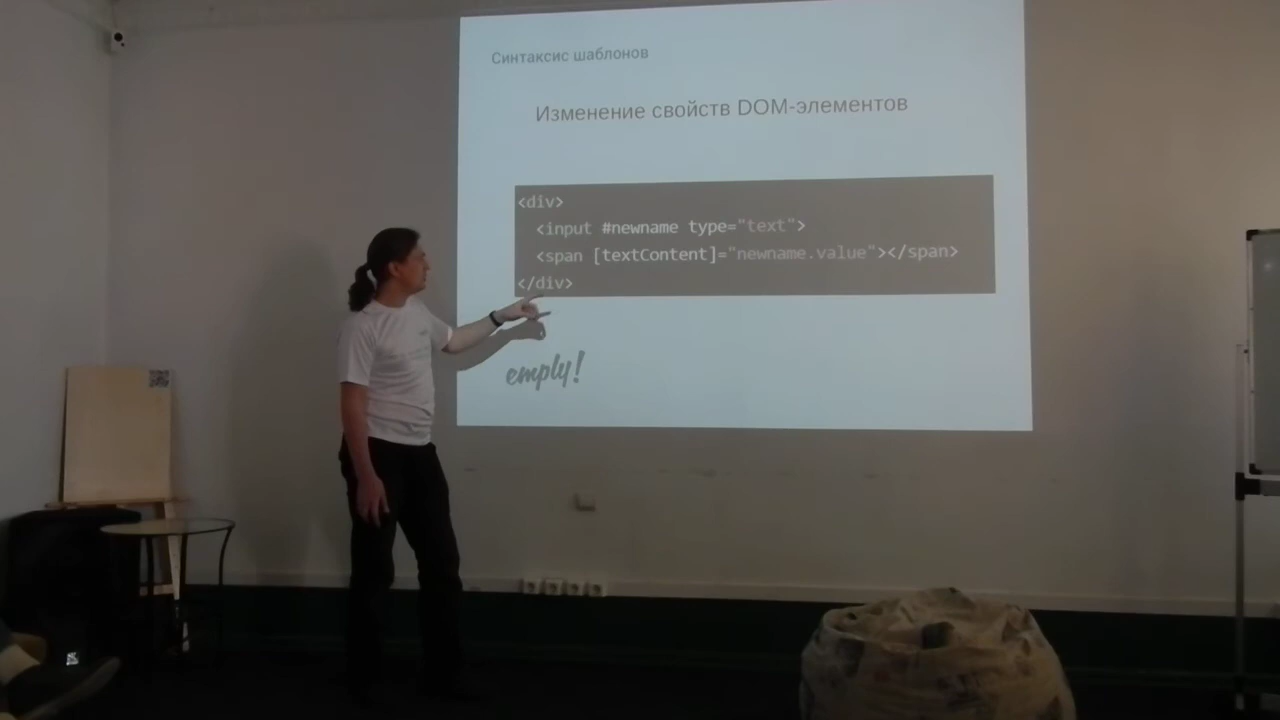 Синтаксис шаблонов
Изменение свойств DOM-элементов
<div>
<input #newname type="text">
<span [textContent]="newname.value"></span>
</div>
emply!